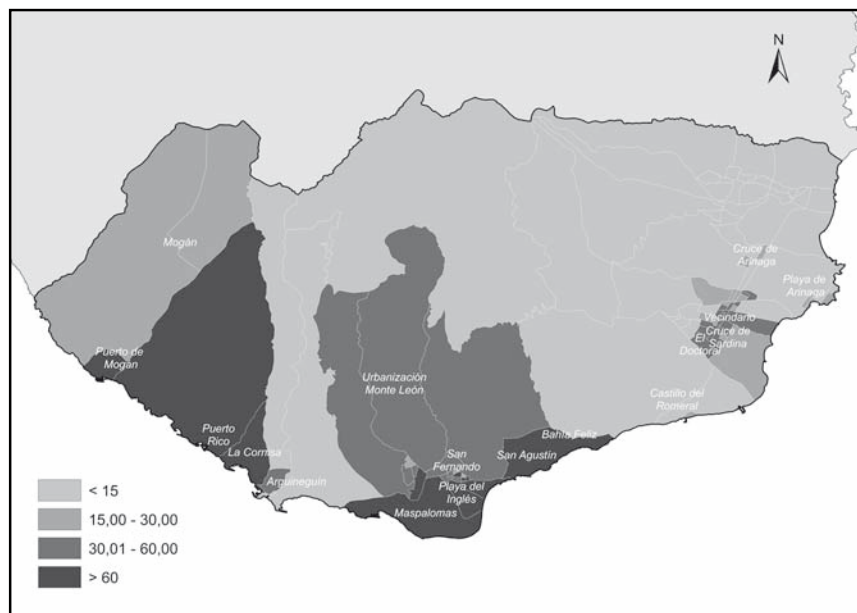 N
Mogán
Cruce de
Arinaga
Playa de
Arinaga
Vecindario
Cruce de
Sardina
El
Doctoral
Puerto de
Mogán
Urbanización
Monte León
Castillo del
Romeral
Puerto
Rico
La Cornisa
Bahía Feliz
San Agustín
San
Fernando
Arguineguín
Playa del
Inglés
Maspalomas
< 15
15,00 - 30,00
30,01 - 60,00
> 60